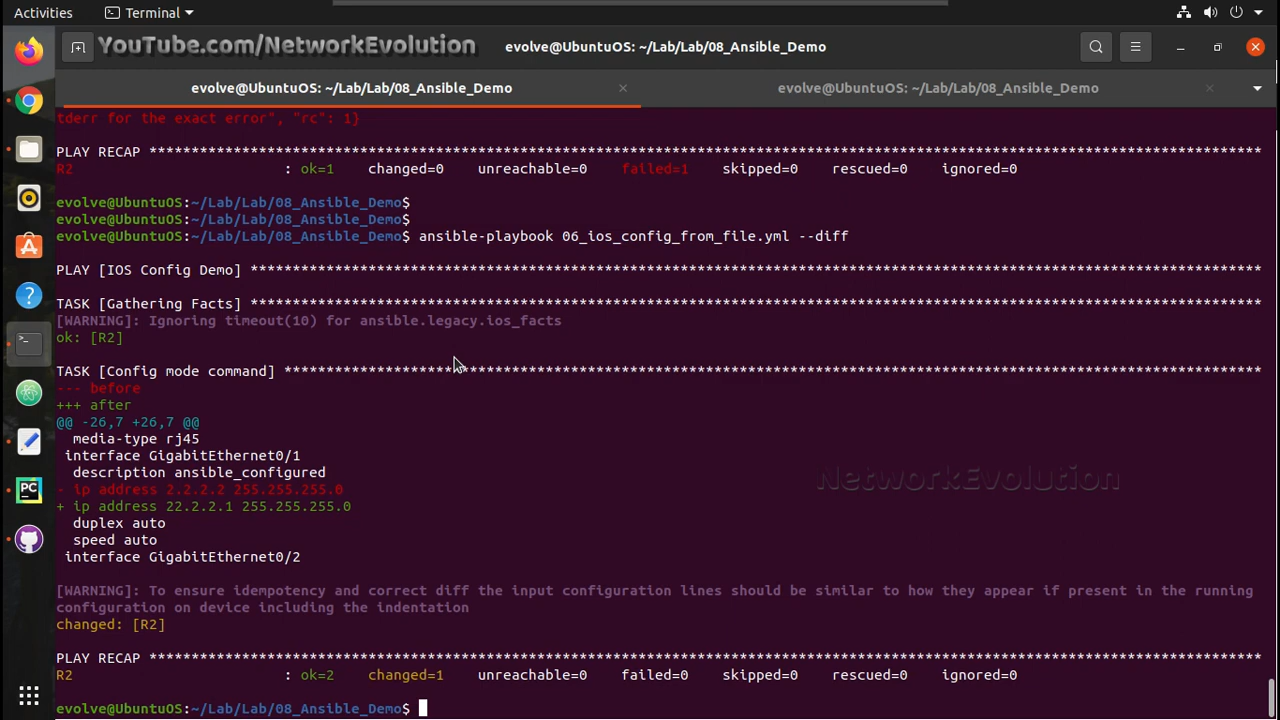 Activities Terminal
YouTube.com/NetworkEvolution
evolve@UbuntuOS: ~/Lab/Lab/08_Ansible_Demo
evolve@UbuntuOS: ~/Lab/Lab/08_Ansible_Demo evolve@UbuntuOS: ~/Lab/Lab/08_Ansible_Demo
tderr for the exact error", "rc": 1}
PLAY RECAP ************************************************************************************************************************************
R2 : ok=1 changed=0 unreachable=0 failed=1 skipped=0 rescued=0 ignored=0
evolve@UbuntuOS:~/Lab/Lab/08_Ansible_Demo$
evolve@UbuntuOS:~/Lab/Lab/08_Ansible_Demo$
evolve@UbuntuOS:~/Lab/Lab/08_Ansible_Demo$ ansible-playbook 06_ios_config_from_file.yml --diff
PLAY [IOS Config Demo] ************************************************************************************************************************
TASK [Gathering Facts] ************************************************************************************************************************
[WARNING]: Ignoring timeout(10) for ansible.legacy.ios_facts
ok: [R2]
TASK [Config mode command] ********************************************************************************************************************
--- before
+++ after
@@ -26,7 +26,7 @@
media-type rj45
interface GigabitEthernet0/1
description ansible_configured
- ip address 2.2.2.2 255.255.255.0
+ ip address 22.2.2.1 255.255.255.0
duplex auto
speed auto
interface GigabitEthernet0/2
NetworkEvolution
[WARNING]: To ensure idempotency and correct diff the input configuration lines should be similar to how they appear if present in the running
configuration on device including the indentation
changed: [R2]
PLAY RECAP ************************************************************************************************************************************
R2 : ok=2 changed=1 unreachable=0 failed=0 skipped=0 rescued=0 ignored=0
evolve@UbuntuOS:~/Lab/Lab/08_Ansible_Demo$